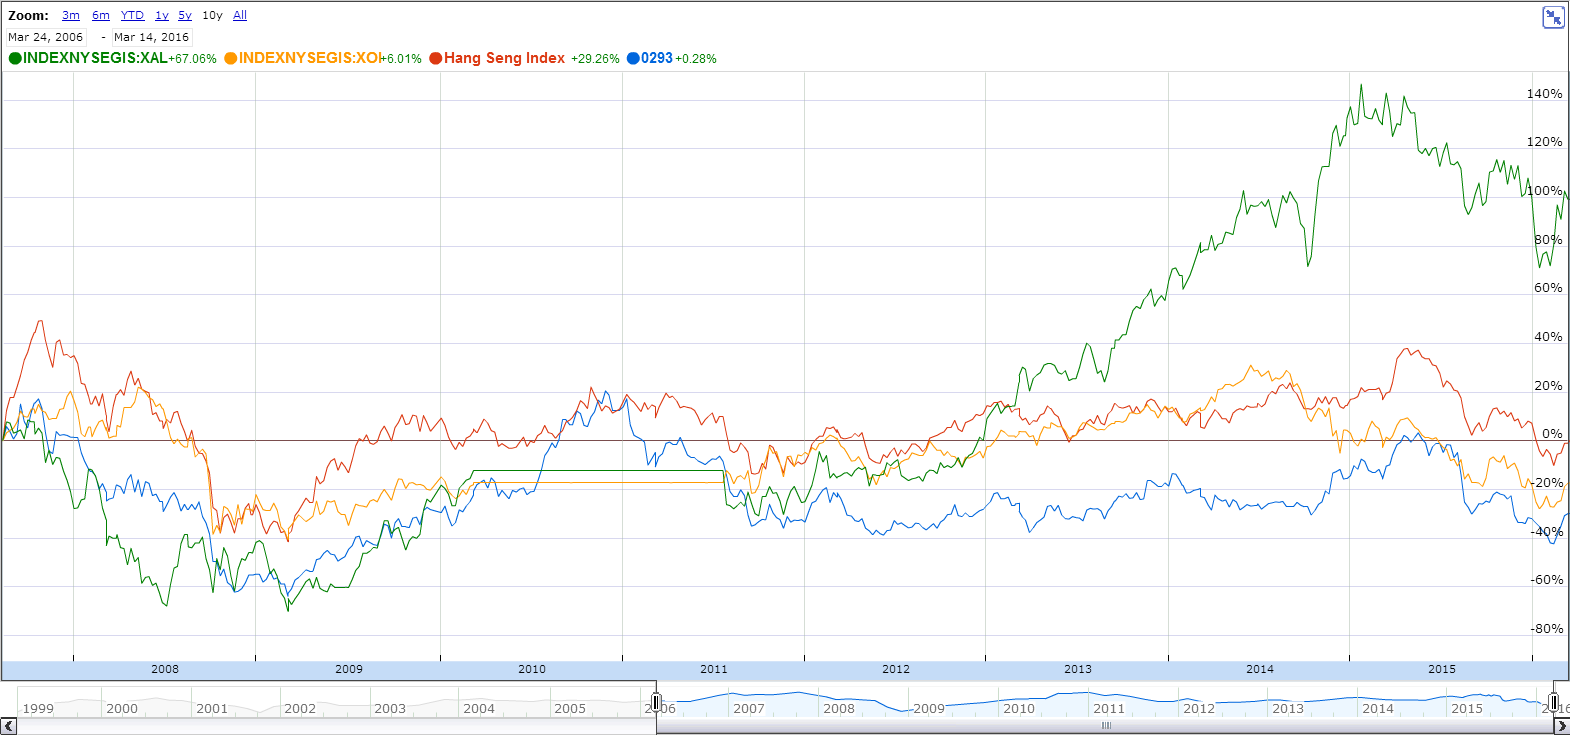 Zoom: 3m 6m YTD 1y 5y 10y All
Mar 24, 2006 - Mar 14, 2016
INDEXNYSEGIS:XAL +67.06% INDEXNYSEGIS:XOI +6.01% Hang Seng Index +29.26% 0293 +0.28%
140%
120%
100%
80%
60%
40%
20%
0%
-20%
-40%
-60%
-80%
2008 2009 2010 2011 2012 2013 2014 2015
1999 2000 2001 2002 2003 2004 2005 2006 2007 2008 2009 2010 2011 2012 2013 2014 2015 2016